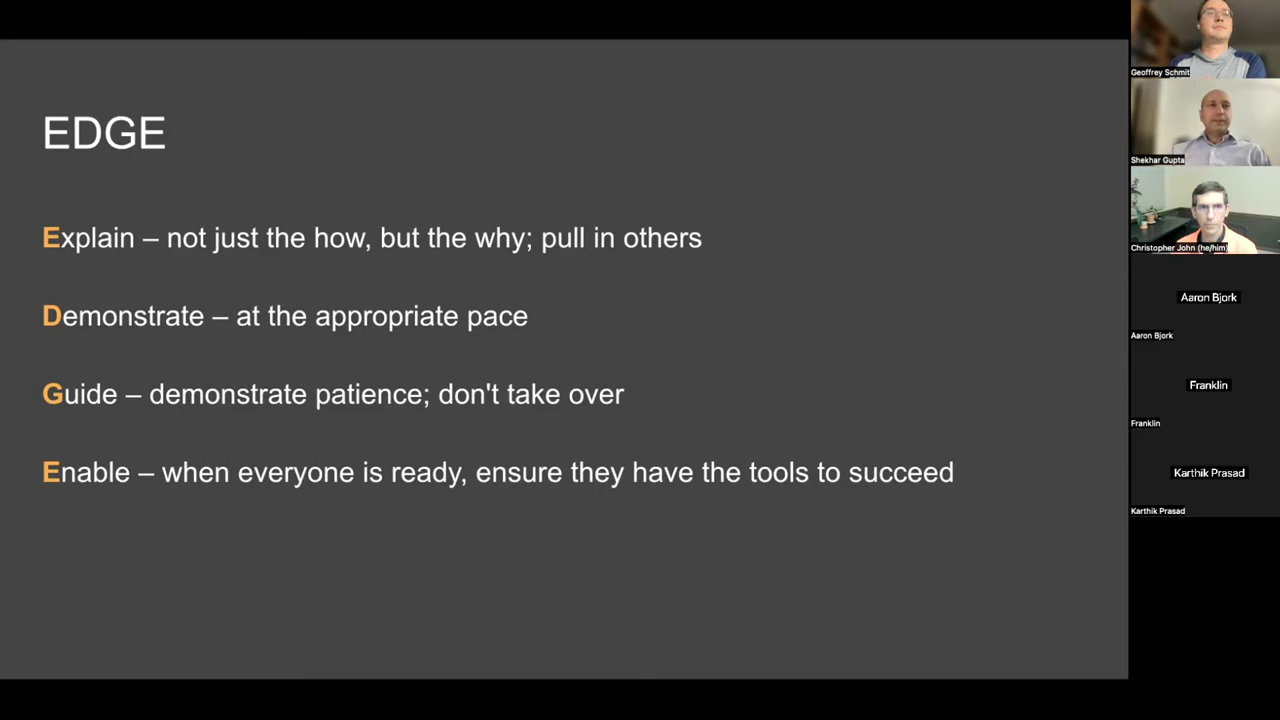 EDGE
Explain – not just the how, but the why; pull in others
Demonstrate – at the appropriate pace
Guide – demonstrate patience; don't take over
Enable – when everyone is ready, ensure they have the tools to succeed
Geoffrey Schmit
Shekhar Gupta
Christopher John (he/him)
Aaron Bjork
Aaron Bjork
Franklin
Franklin
Karthik Prasad
Karthik Prasad